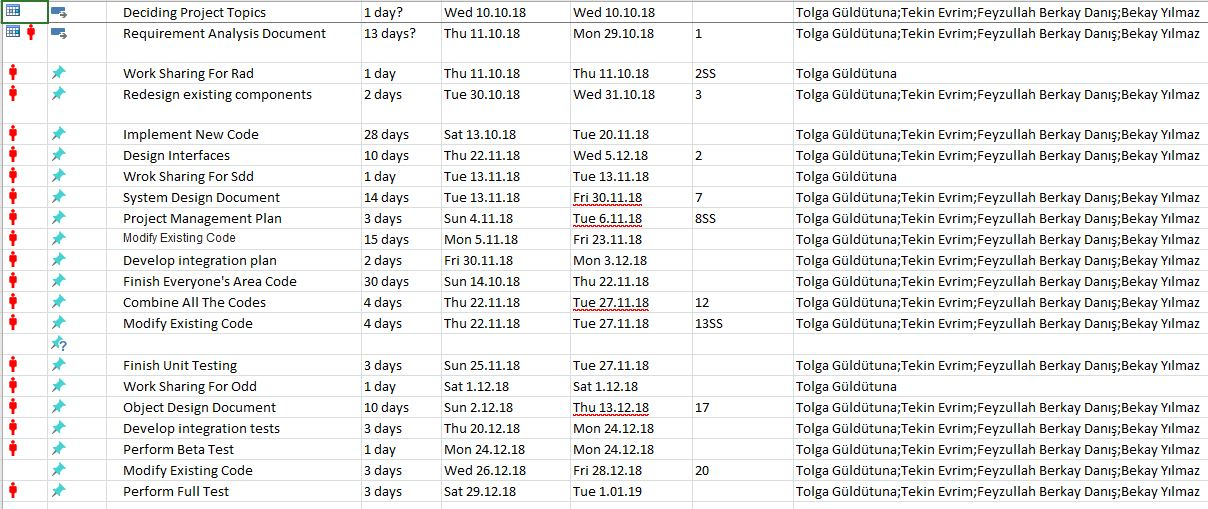 Deciding Project Topics 1 day? Wed 10.10.18 Wed 10.10.18 Tolga Güldütuna;Tekin Evrim;Feyzullah Berkay Danış;Bekay Yılmaz
Requirement Analysis Document 13 days? Thu 11.10.18 Mon 29.10.18 1 Tolga Güldütuna;Tekin Evrim;Feyzullah Berkay Danış;Bekay Yılmaz
Work Sharing For Rad 1 day Thu 11.10.18 Thu 11.10.18 2SS Tolga Güldütuna
Redesign existing components 2 days Tue 30.10.18 Wed 31.10.18 3 Tolga Güldütuna;Tekin Evrim;Feyzullah Berkay Danış;Bekay Yılmaz
Implement New Code 28 days Sat 13.10.18 Tue 20.11.18 Tolga Güldütuna;Tekin Evrim;Feyzullah Berkay Danış;Bekay Yılmaz
Design Interfaces 10 days Thu 22.11.18 Wed 5.12.18 2 Tolga Güldütuna;Tekin Evrim;Feyzullah Berkay Danış;Bekay Yılmaz
Wrok Sharing For Sdd 1 day Tue 13.11.18 Tue 13.11.18 Tolga Güldütuna
System Design Document 14 days Tue 13.11.18 Fri 30.11.18 7 Tolga Güldütuna;Tekin Evrim;Feyzullah Berkay Danış;Bekay Yılmaz
Project Management Plan 3 days Sun 4.11.18 Tue 6.11.18 8SS Tolga Güldütuna;Tekin Evrim;Feyzullah Berkay Danış;Bekay Yılmaz
Modify Existing Code 15 days Mon 5.11.18 Fri 23.11.18 Tolga Güldütuna;Tekin Evrim;Feyzullah Berkay Danış;Bekay Yılmaz
Develop integration plan 2 days Fri 30.11.18 Mon 3.12.18 Tolga Güldütuna;Tekin Evrim;Feyzullah Berkay Danış;Bekay Yılmaz
Finish Everyone's Area Code 30 days Sun 14.10.18 Thu 22.11.18 Tolga Güldütuna;Tekin Evrim;Feyzullah Berkay Danış;Bekay Yılmaz
Combine All The Codes 4 days Thu 22.11.18 Tue 27.11.18 12 Tolga Güldütuna;Tekin Evrim;Feyzullah Berkay Danış;Bekay Yılmaz
Modify Existing Code 4 days Thu 22.11.18 Tue 27.11.18 13SS Tolga Güldütuna;Tekin Evrim;Feyzullah Berkay Danış;Bekay Yılmaz
Finish Unit Testing 3 days Sun 25.11.18 Tue 27.11.18 Tolga Güldütuna;Tekin Evrim;Feyzullah Berkay Danış;Bekay Yılmaz
Work Sharing For Odd 1 day Sat 1.12.18 Sat 1.12.18 Tolga Güldütuna
Object Design Document 10 days Sun 2.12.18 Thu 13.12.18 17 Tolga Güldütuna;Tekin Evrim;Feyzullah Berkay Danış;Bekay Yılmaz
Develop integration tests 3 days Thu 20.12.18 Mon 24.12.18 Tolga Güldütuna;Tekin Evrim;Feyzullah Berkay Danış;Bekay Yılmaz
Perform Beta Test 1 day Mon 24.12.18 Mon 24.12.18 Tolga Güldütuna;Tekin Evrim;Feyzullah Berkay Danış;Bekay Yılmaz
Modify Existing Code 3 days Wed 26.12.18 Fri 28.12.18 20 Tolga Güldütuna;Tekin Evrim;Feyzullah Berkay Danış;Bekay Yılmaz
Perform Full Test 3 days Sat 29.12.18 Tue 1.01.19 Tolga Güldütuna;Tekin Evrim;Feyzullah Berkay Danış;Bekay Yılmaz